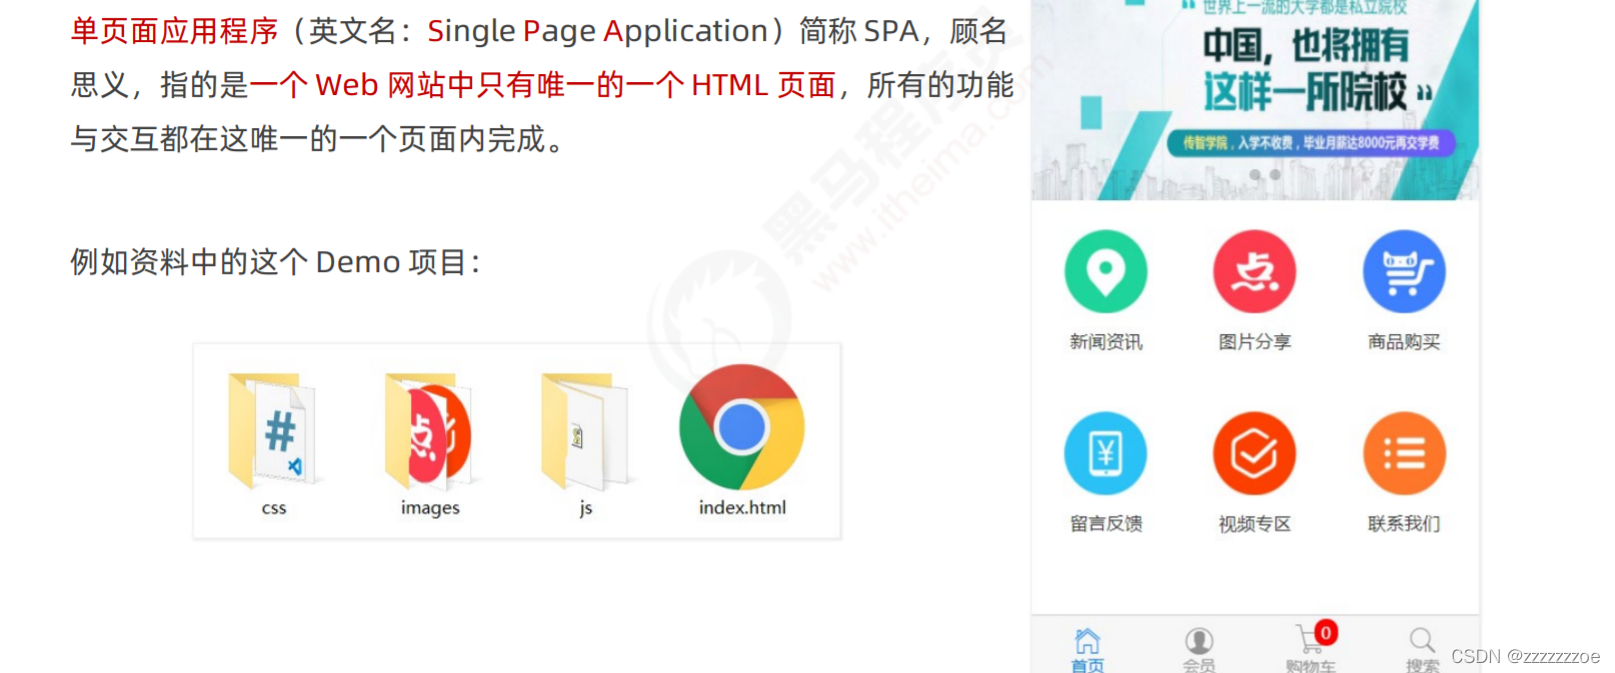 单页面应用程序（英文名：Single Page Application）简称 SPA，顾名
思义，指的是一个 Web 网站中只有唯一的一个 HTML 页面，所有的功能
与交互都在这唯一的一个页面内完成。
例如资料中的这个 Demo 项目：
css
images
js
index.html
黑马程序员
www.itheima.com
“世界上一流的大学都是私立院校
中国，也将拥有
这样一所院校”
传智学院，入学不收费，毕业月薪达8000元再交学费
新闻资讯
图片分享
商品购买
留言反馈
视频专区
联系我们
0
首页
会员
购物车
搜索
CSDN @zzzzzzzoe